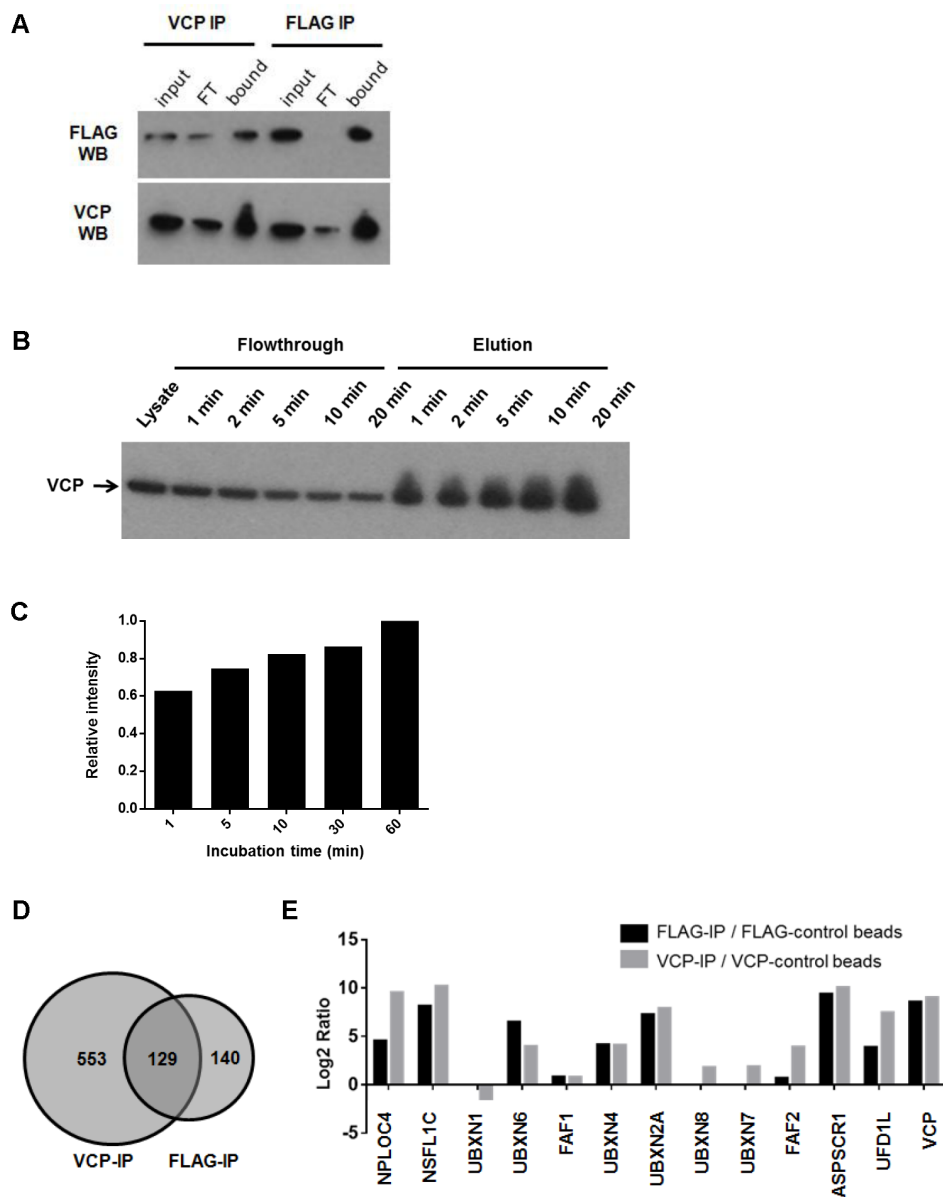 A
VCP IP FLAG IP
input FT bound input FT bound
FLAG
WB
VCP
WB
B
Flowthrough Elution
Lysate 1 min 2 min 5 min 10 min 20 min 1 min 2 min 5 min 10 min 20 min
VCP
C
Relative intensity
1.0
0.8
0.6
0.4
0.2
0.0
1 5 10 30 60
Incubation time (min)
D
553 129 140
VCP-IP FLAG-IP
E
FLAG-IP / FLAG-control beads
VCP-IP / VCP-control beads
Log2 Ratio
15
10
5
0
-5
NPLOC4 NSFL1C UBXN1 UBXN6 FAF1 UBXN4 UBXN2A UBXN8 UBXN7 FAF2 ASPSCR1 UFD1L VCP